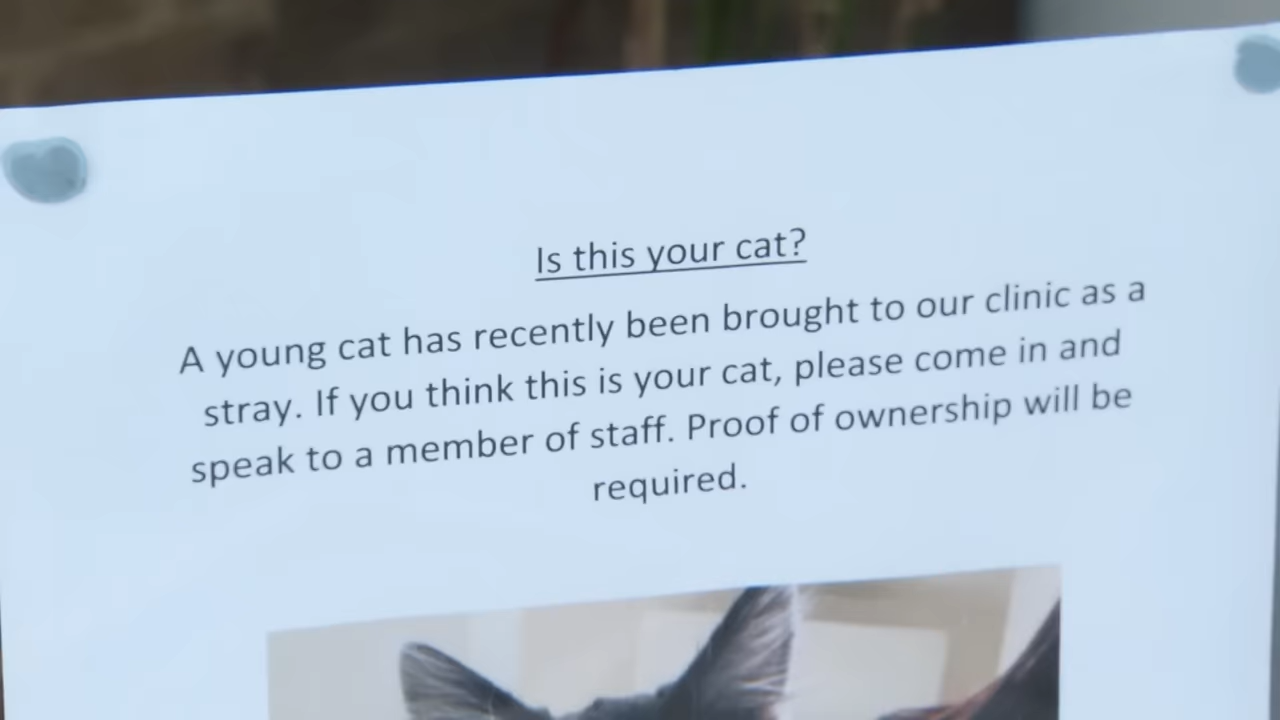 Is this your cat?
A young cat has recently been brought to our clinic as a
stray. If you think this is your cat, please come in and
speak to a member of staff. Proof of ownership will be
required.